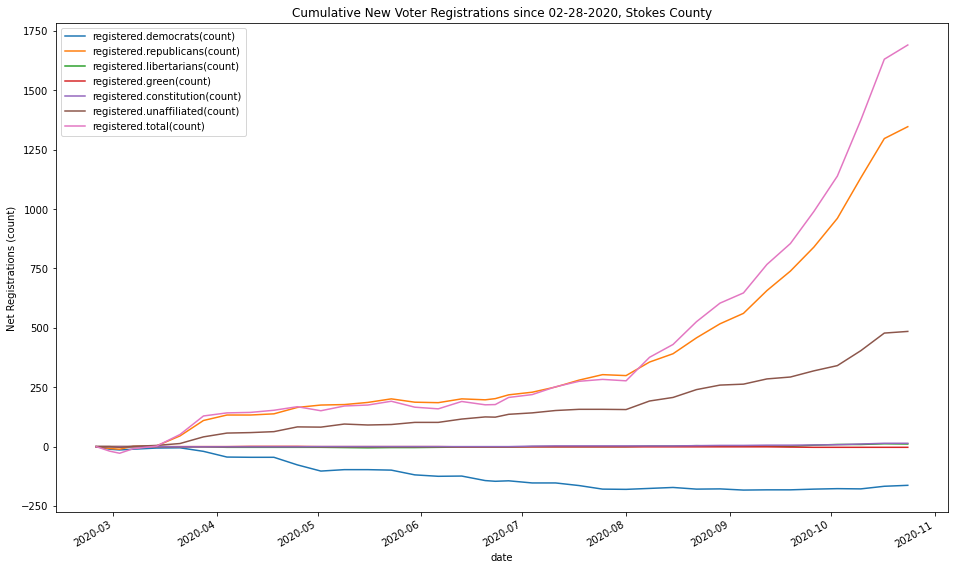 Cumulative New Voter Registrations since 02-28-2020, Stokes County
registered.democrats(count)
registered.republicans(count)
registered.libertarians(count)
registered.green(count)
registered.constitution(count)
registered.unaffiliated(count)
registered.total(count)
Net Registrations (count)
1750
1500
1250
1000
750
500
250
0
−250
2020-03
2020-04
2020-05
2020-06
2020-07
2020-08
2020-09
2020-10
2020-11
date